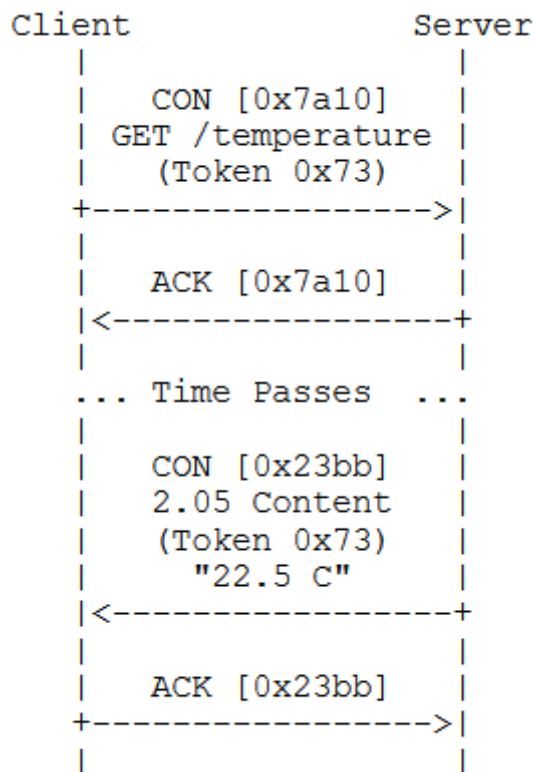 Client Server
CON [0x7a10]
GET /temperature
(Token 0x73)
ACK [0x7a10]
... Time Passes ...
CON [0x23bb]
2.05 Content
(Token 0x73)
"22.5 C"
ACK [0x23bb]